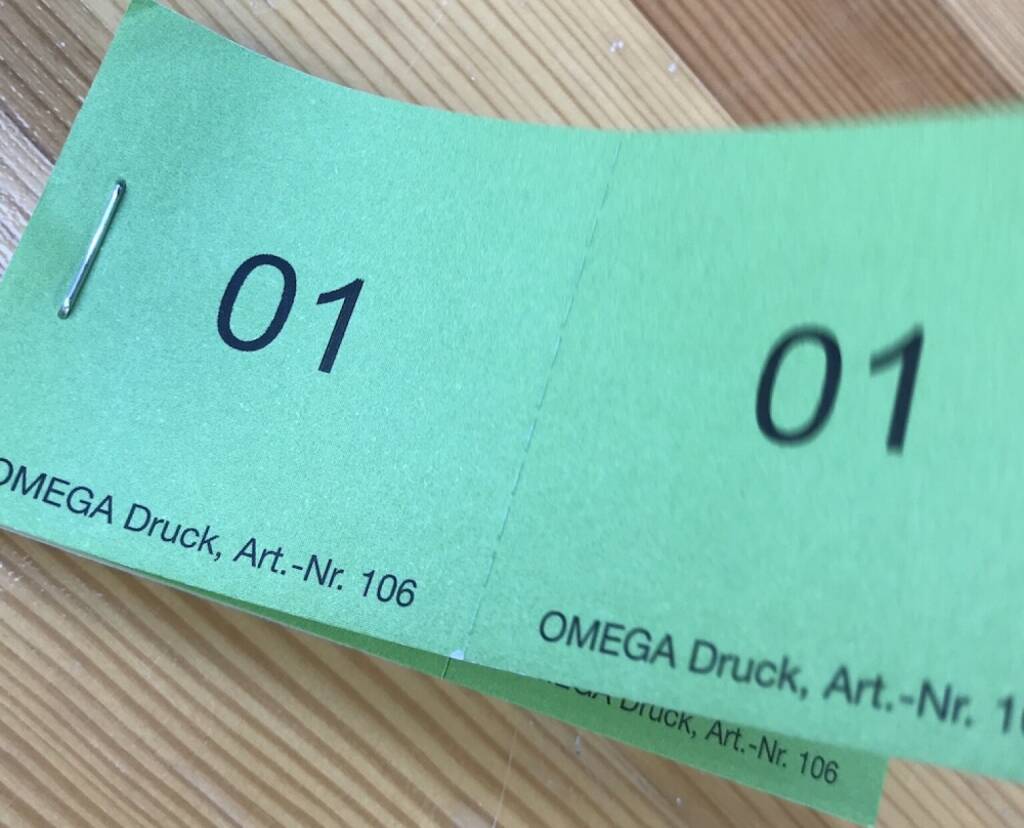 01
01
OMEGA Druck, Art.-Nr. 106
OMEGA Druck, Art.-Nr.
Druck, Art.-Nr. 106